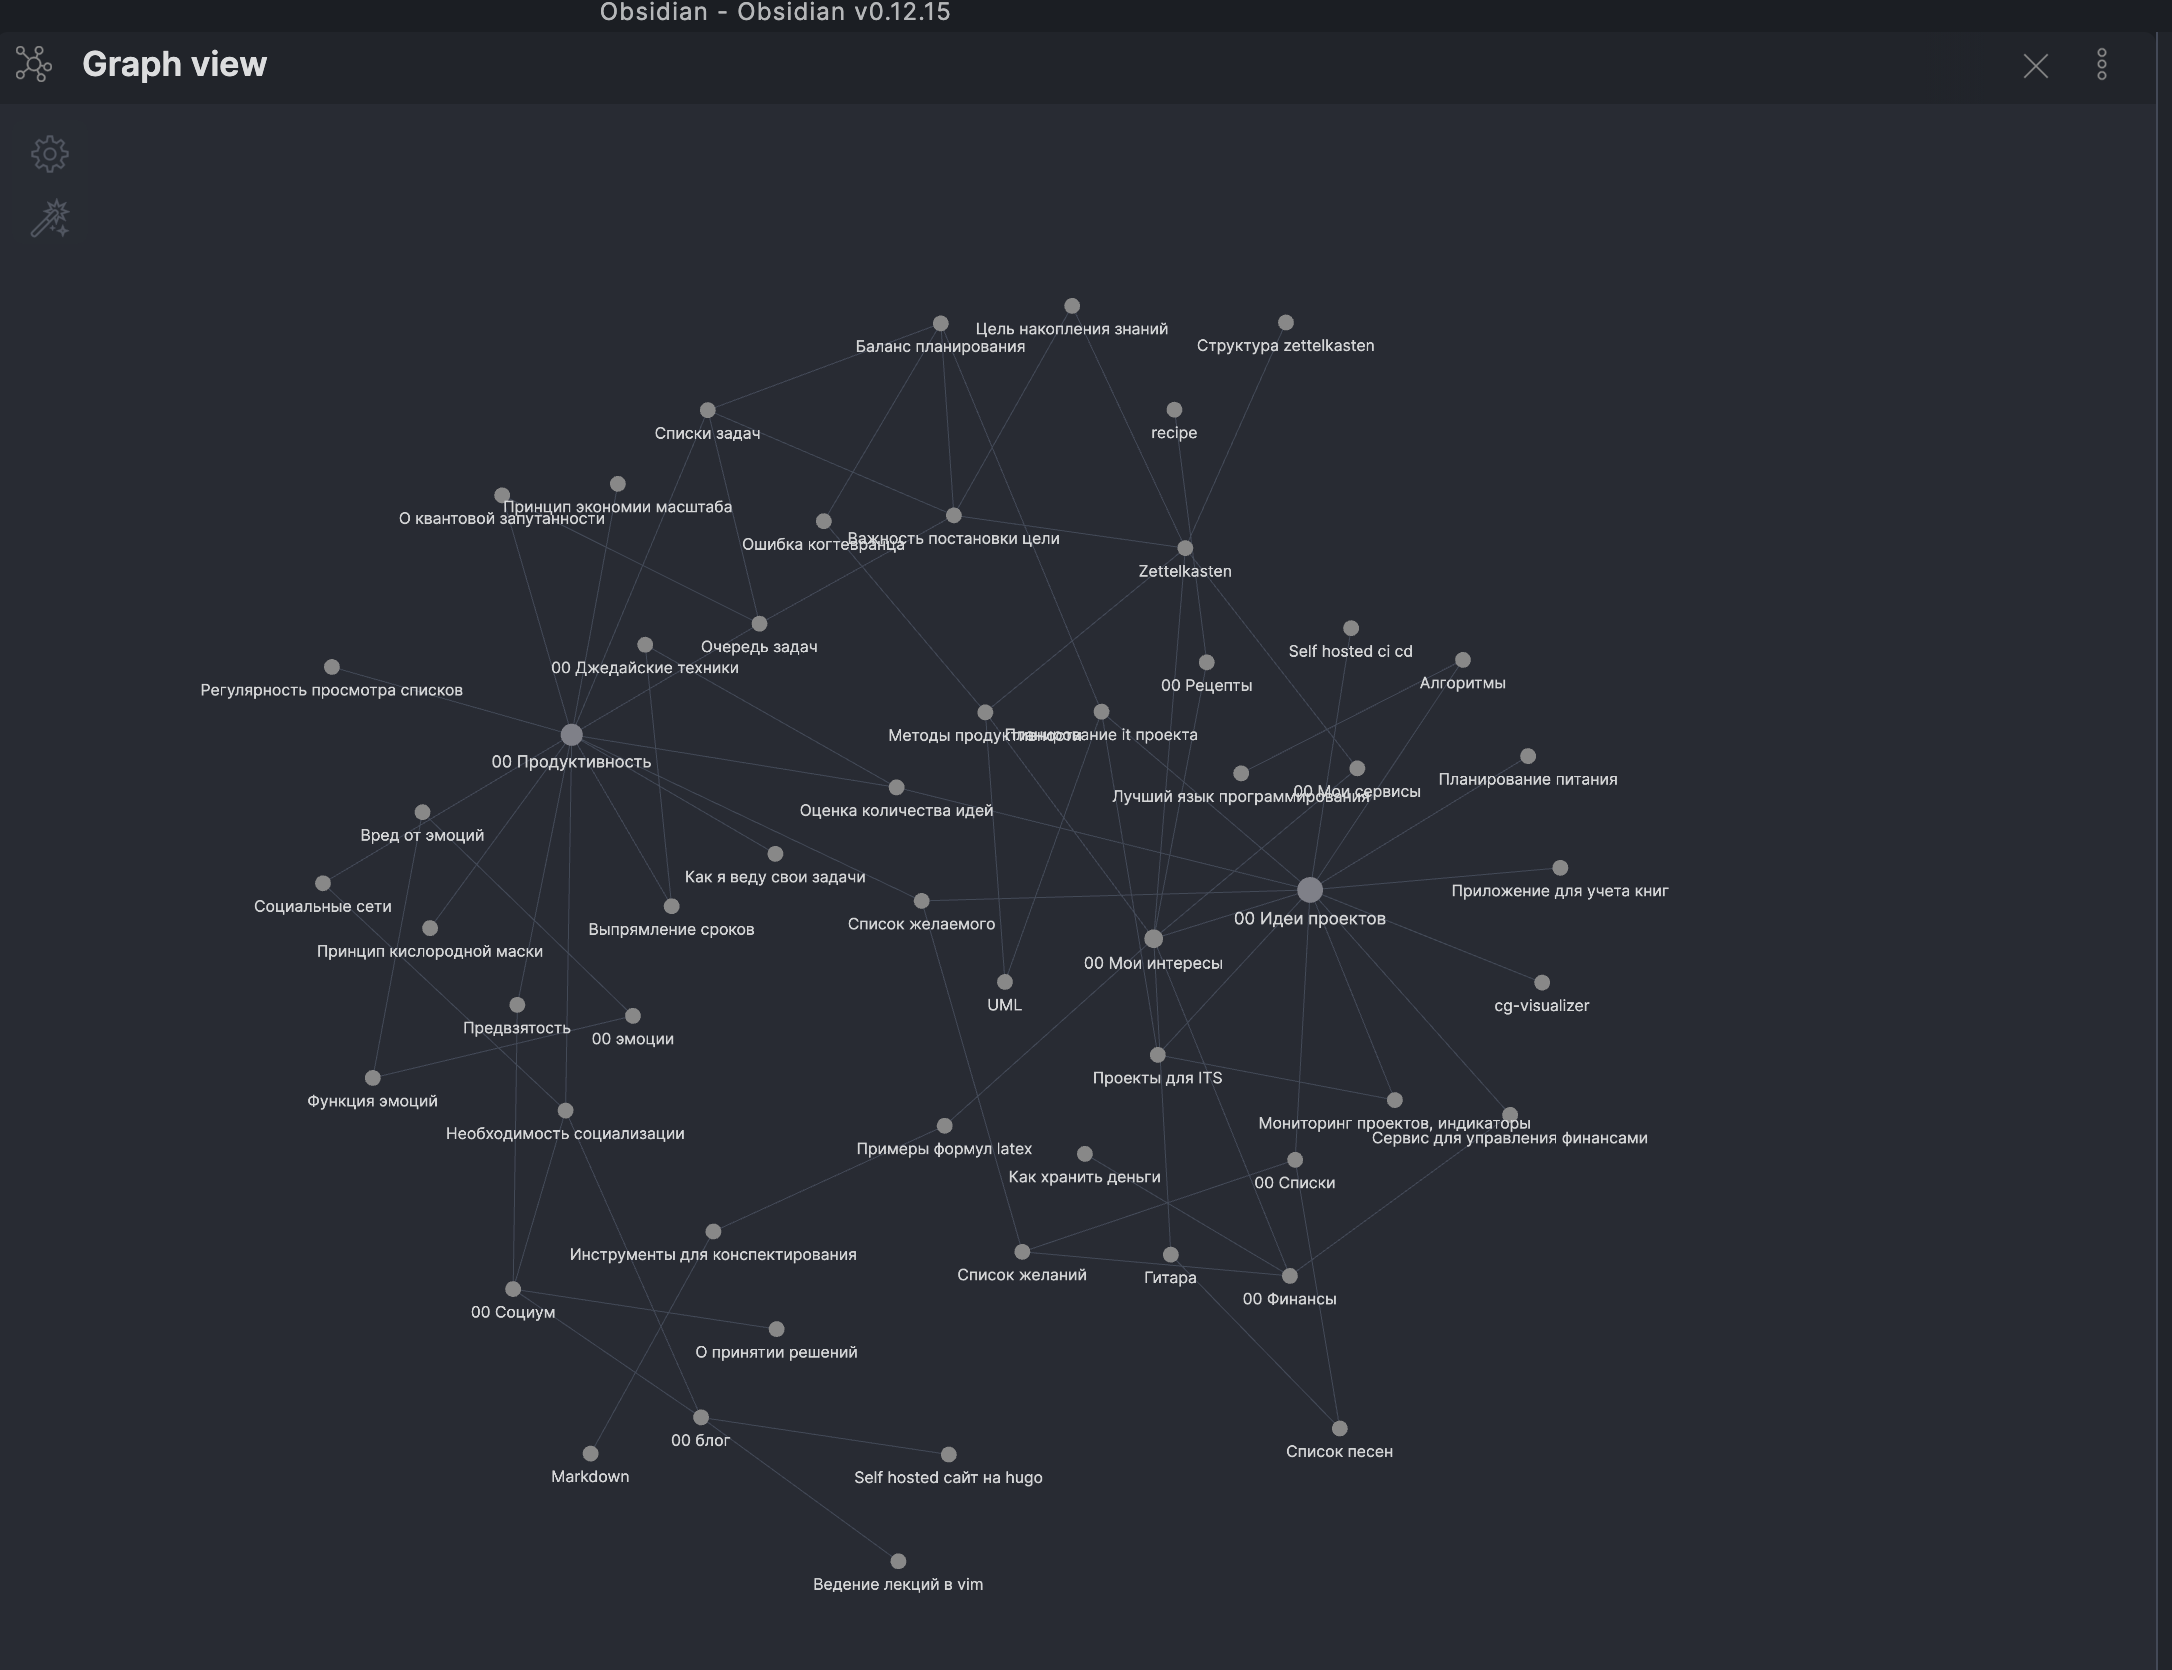 Obsidian - Obsidian v0.12.15
Graph view
Цель накопления знаний
Баланс планирования
Структура zettelkasten
Списки задач
recipe
Принцип экономии масштаба
О квантовой запутанности
Ошибка когтевранца
Важность постановки цели
Zettelkasten
Очередь задач
Self hosted ci cd
00 Джедайские техники
Алгоритмы
00 Рецепты
Регулярность просмотра списков
Методы продуктивности
Планирование it проекта
00 Продуктивность
Планирование питания
Лучший язык программирования
00 Мои сервисы
Оценка количества идей
Вред от эмоций
Как я веду свои задачи
Приложение для учета книг
Социальные сети
00 Идеи проектов
Список желаемого
Выпрямление сроков
Принцип кислородной маски
00 Мои интересы
UML
cg-visualizer
Предвзятость
00 эмоции
Проекты для ITS
Функция эмоций
Мониторинг проектов, индикаторы
Необходимость социализации
Сервис для управления финансами
Примеры формул latex
Как хранить деньги
00 Списки
Инструменты для конспектирования
Список желаний
Гитара
00 Финансы
00 Социум
О принятии решений
00 блог
Список песен
Markdown
Self hosted сайт на hugo
Ведение лекций в vim